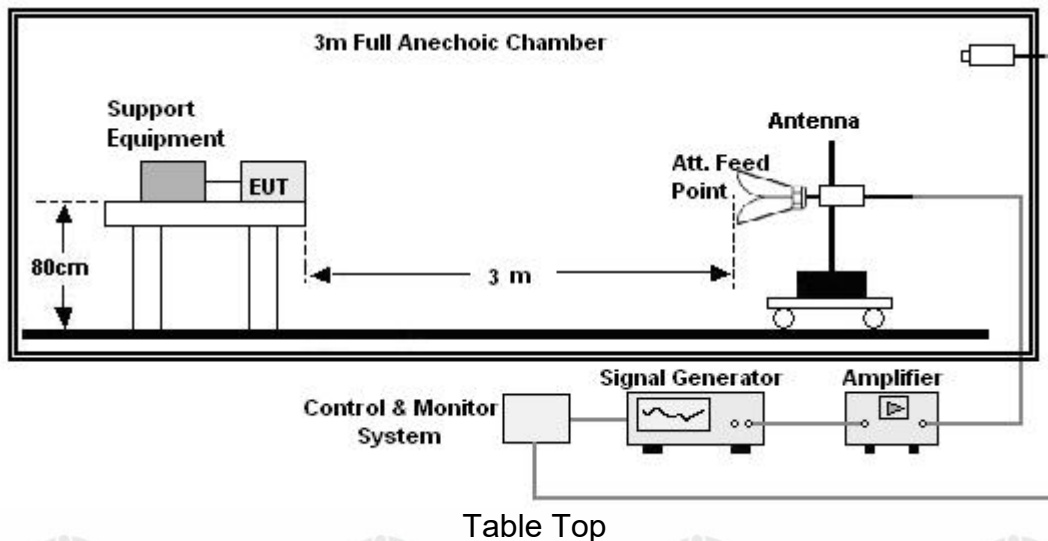 3m Full Anechoic Chamber
Support
Equipment
EUT
80cm
3 m
Antenna
Att. Feed
Point
Signal Generator
Amplifier
Control & Monitor
System
Table Top